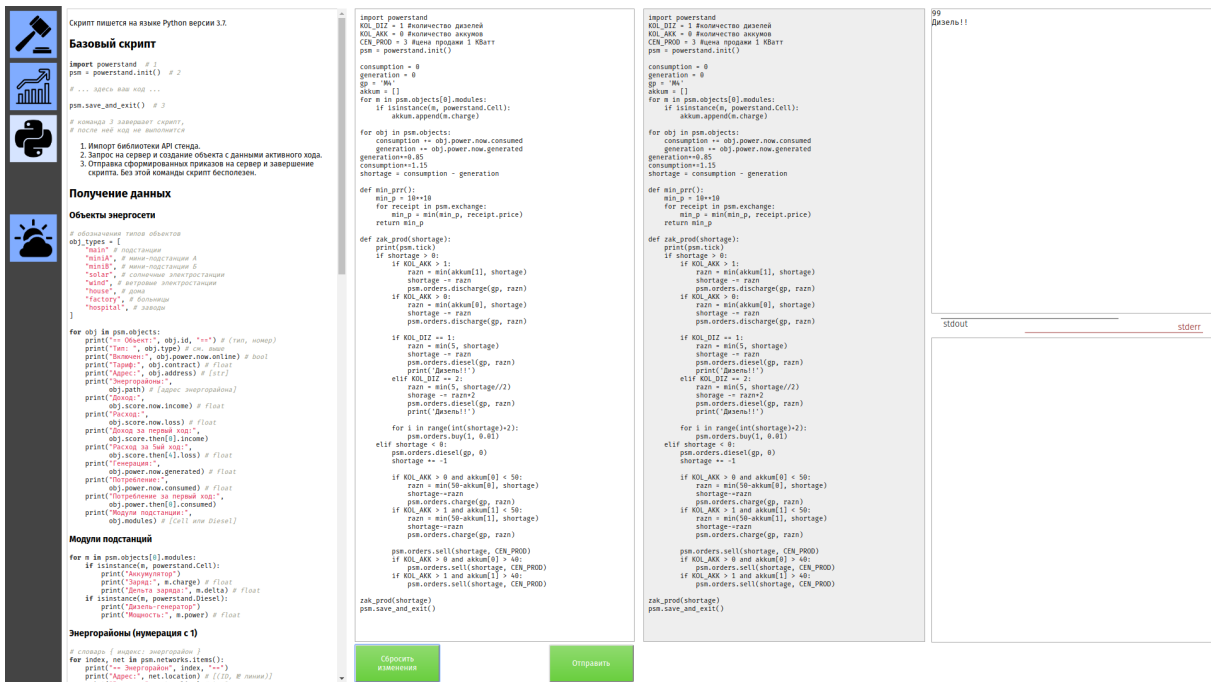 Скрипт пишется на языке Python версии 3.7.
Базовый скрипт
import powerstand # 1
psm = powerstand.init() # 2
# ... здесь ваш код ...
psm.save_and_exit() # 3
# команда 3 завершает скрипт,
# после неё код не выполнится
1. Импорт библиотеки API стенда.
2. Запрос на сервер и создание объекта с данными активного хода.
3. Отправка сформированных приказов на сервер и завершение
скрипта. Без этой команды скрипт бесполезен.
Получение данных
Объекты энергосети
# обозначения типов объектов
obj_types = [
"main" # подстанции
"miniA", # мини-подстанции А
"miniB", # мини-подстанции Б
"solar", # солнечные электростанции
"wind", # ветровые электростанции
"house", # дома
"factory", # больницы
"hospital", # заводы
]
for obj in psm.objects:
print("== Объект:", obj.id, "==") # (тип, номер)
print("Тип: ", obj.type) # см. выше
print("Включен:", obj.power.now.online) # bool
print("Тариф:", obj.contract) # float
print("Адрес:", obj.address) # [str]
print("Энергорайоны:",
obj.path) # [адрес энергорайона]
print("Доход:",
obj.score.now.income) # float
print("Расход:",
obj.score.now.loss) # float
print("Доход за первый ход:",
obj.score.then[0].income)
print("Расход за 5ый ход:",
obj.score.then[4].loss) # float
print("Генерация:",
obj.power.now.generated) # float
print("Потребление:",
obj.power.now.consumed) # float
print("Потребление за первый ход:",
obj.power.then[0].consumed)
print("Модули подстанции:",
obj.modules) # [Cell или Diesel]
Модули подстанций
for m in psm.objects[0].modules:
if isinstance(m, powerstand.Cell):
print("Аккумулятор")
print("Заряд:", m.charge) # float
print("Дельта заряда:", m.delta) # float
if isinstance(m, powerstand.Diesel):
print("Дизель-генератор")
print("Мощность:", m.power) # float
Энергорайоны (нумерация с 1)
# словарь { индекс: энергорайон }
for index, net in psm.networks.items():
print("== Энергорайон", index, "==")
print("Адрес:", net.location) # [(ID, № линии)]
import powerstand
KOL_DIZ = 1 #количество дизелей
KOL_AKK = 0 #количество аккумов
CEN_PROD = 3 #цена продажи 1 КВатт
psm = powerstand.init()
consumption = 0
generation = 0
gp = 'M4'
akkum = []
for m in psm.objects[0].modules:
if isinstance(m, powerstand.Cell):
akkum.append(m.charge)
for obj in psm.objects:
consumption += obj.power.now.consumed
generation += obj.power.now.generated
generation*=0.85
consumption*=1.15
shortage = consumption - generation
def min_prr():
min_p = 10**10
for receipt in psm.exchange:
min_p = min(min_p, receipt.price)
return min_p
def zak_prod(shortage):
print(psm.tick)
if shortage > 0:
if KOL_AKK > 1:
razn = min(akkum[1], shortage)
shortage -= razn
psm.orders.discharge(gp, razn)
if KOL_AKK > 0:
razn = min(akkum[0], shortage)
shortage -= razn
psm.orders.discharge(gp, razn)
if KOL_DIZ == 1:
razn = min(5, shortage)
shortage -= razn
psm.orders.diesel(gp, razn)
print('Дизель!!')
elif KOL_DIZ == 2:
razn = min(5, shortage//2)
shorage -= razn*2
psm.orders.diesel(gp, razn)
print('Дизель!!')
for i in range(int(shortage)*2):
psm.orders.buy(1, 0.01)
elif shortage < 0:
psm.orders.diesel(gp, 0)
shortage *= -1
if KOL_AKK > 0 and akkum[0] < 50:
razn = min(50-akkum[0], shortage)
shortage-=razn
psm.orders.charge(gp, razn)
if KOL_AKK > 1 and akkum[1] < 50:
razn = min(50-akkum[1], shortage)
shortage-=razn
psm.orders.charge(gp, razn)
psm.orders.sell(shortage, CEN_PROD)
if KOL_AKK > 0 and akkum[0] > 40:
psm.orders.sell(shortage, CEN_PROD)
if KOL_AKK > 1 and akkum[1] > 40:
psm.orders.sell(shortage, CEN_PROD)
zak_prod(shortage)
psm.save_and_exit()
Сбросить
изменения
Отправить
import powerstand
KOL_DIZ = 1 #количество дизелей
KOL_AKK = 0 #количество аккумов
CEN_PROD = 3 #цена продажи 1 КВатт
psm = powerstand.init()
consumption = 0
generation = 0
gp = 'M4'
akkum = []
for m in psm.objects[0].modules:
if isinstance(m, powerstand.Cell):
akkum.append(m.charge)
for obj in psm.objects:
consumption += obj.power.now.consumed
generation += obj.power.now.generated
generation*=0.85
consumption*=1.15
shortage = consumption - generation
def min_prr():
min_p = 10**10
for receipt in psm.exchange:
min_p = min(min_p, receipt.price)
return min_p
def zak_prod(shortage):
print(psm.tick)
if shortage > 0:
if KOL_AKK > 1:
razn = min(akkum[1], shortage)
shortage -= razn
psm.orders.discharge(gp, razn)
if KOL_AKK > 0:
razn = min(akkum[0], shortage)
shortage -= razn
psm.orders.discharge(gp, razn)
if KOL_DIZ == 1:
razn = min(5, shortage)
shortage -= razn
psm.orders.diesel(gp, razn)
print('Дизель!!')
elif KOL_DIZ == 2:
razn = min(5, shortage//2)
shorage -= razn*2
psm.orders.diesel(gp, razn)
print('Дизель!!')
for i in range(int(shortage)*2):
psm.orders.buy(1, 0.01)
elif shortage < 0:
psm.orders.diesel(gp, 0)
shortage *= -1
if KOL_AKK > 0 and akkum[0] < 50:
razn = min(50-akkum[0], shortage)
shortage-=razn
psm.orders.charge(gp, razn)
if KOL_AKK > 1 and akkum[1] < 50:
razn = min(50-akkum[1], shortage)
shortage-=razn
psm.orders.charge(gp, razn)
psm.orders.sell(shortage, CEN_PROD)
if KOL_AKK > 0 and akkum[0] > 40:
psm.orders.sell(shortage, CEN_PROD)
if KOL_AKK > 1 and akkum[1] > 40:
psm.orders.sell(shortage, CEN_PROD)
zak_prod(shortage)
psm.save_and_exit()
99
Дизель!!
stdout
stderr